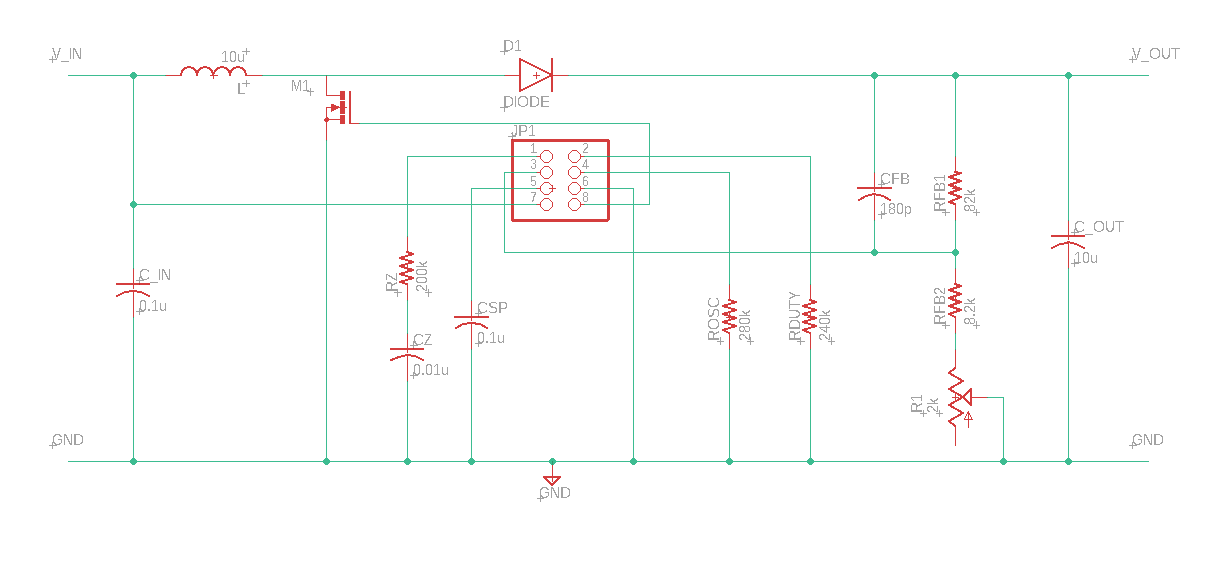 V_IN
10u
L
M1
D1
DIODE
V_OUT
JP1
1 2
3 4
5 6
7 8
CFB
180p
RFB1
82k
C_OUT
10u
C_IN
0.1u
RZ
200k
CSP
0.1u
CZ
0.01u
ROSC
280k
RDUTY
240k
RFB2
8.2k
R1
2k
GND
GND
GND